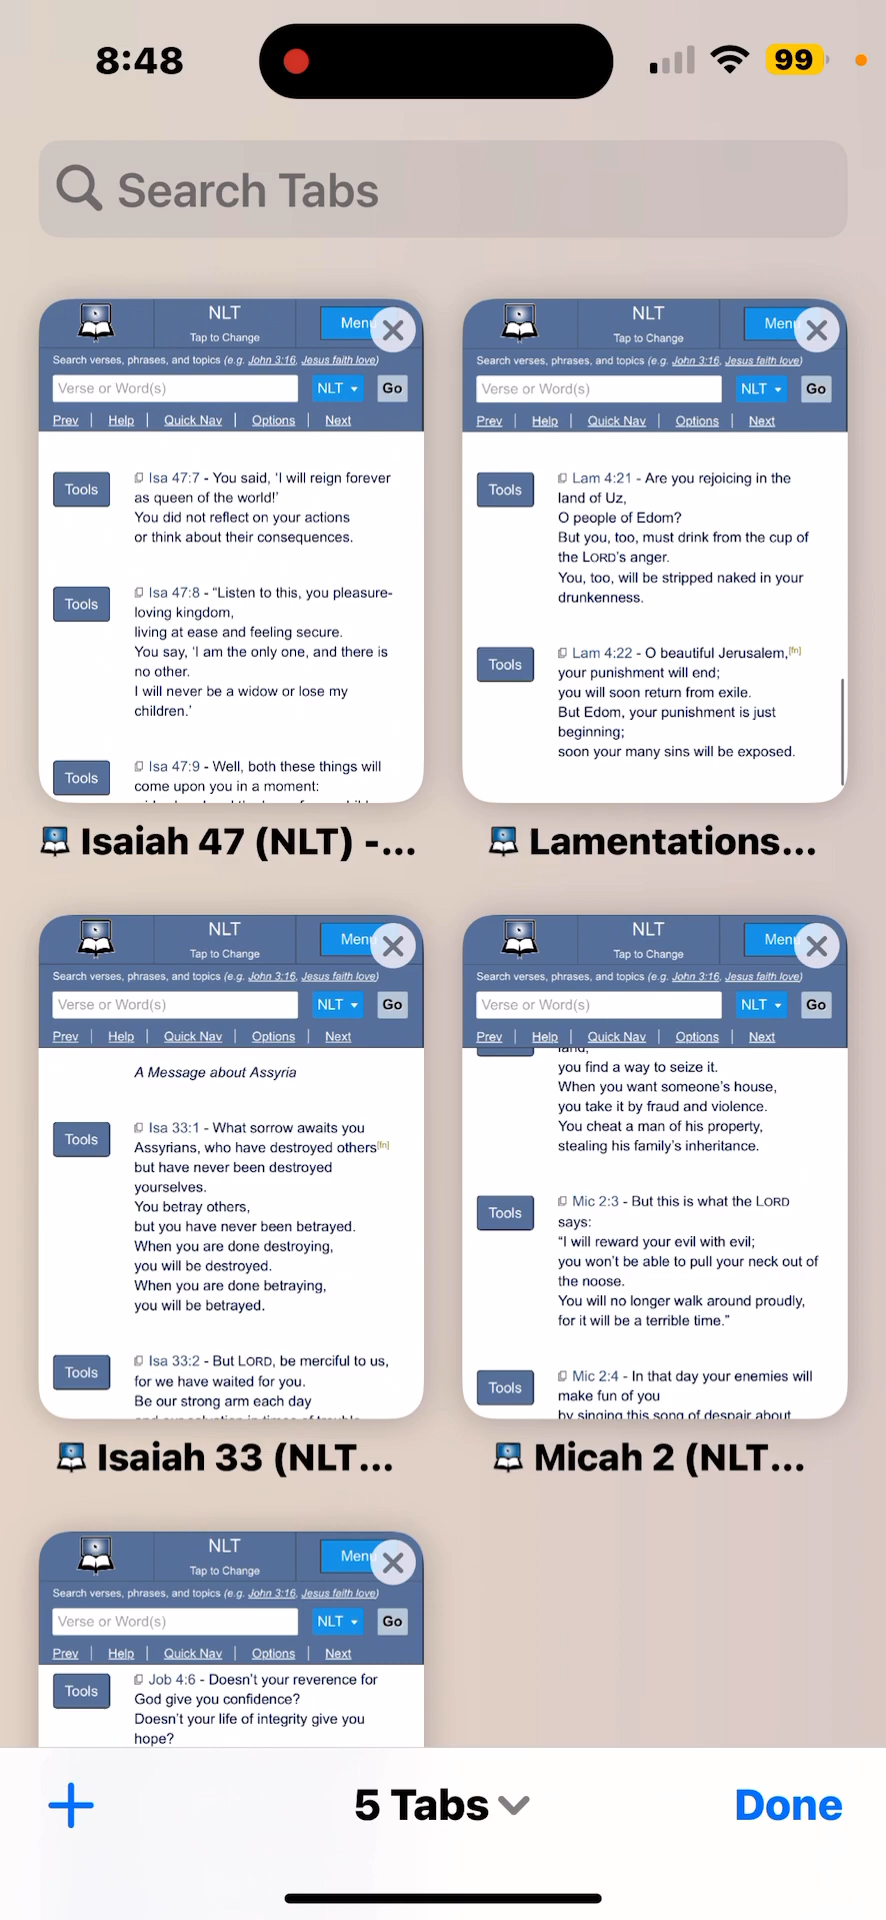 8:48
99
Search Tabs
NLT
Tap to Change
Menu
Search verses, phrases, and topics (e.g. John 3:16, Jesus faith love)
Verse or Word(s)
NLT
Go
Prev | Help | Quick Nav | Options | Next
Tools
Isa 47:7 - You said, ‘I will reign forever
as queen of the world!’
You did not reflect on your actions
or think about their consequences.
Tools
Isa 47:8 - “Listen to this, you pleasure-
loving kingdom,
living at ease and feeling secure.
You say, ‘I am the only one, and there is
no other.
I will never be a widow or lose my
children.’
Tools
Isa 47:9 - Well, both these things will
come upon you in a moment:
Isaiah 47 (NLT) -...
NLT
Tap to Change
Menu
Search verses, phrases, and topics (e.g. John 3:16, Jesus faith love)
Verse or Word(s)
NLT
Go
Prev | Help | Quick Nav | Options | Next
Tools
Lam 4:21 - Are you rejoicing in the
land of Uz,
O people of Edom?
But you, too, must drink from the cup of
the LORD’s anger.
You, too, will be stripped naked in your
drunkenness.
Tools
Lam 4:22 - O beautiful Jerusalem,[fn]
your punishment will end;
you will soon return from exile.
But Edom, your punishment is just
beginning;
soon your many sins will be exposed.
Lamentations...
NLT
Tap to Change
Menu
Search verses, phrases, and topics (e.g. John 3:16, Jesus faith love)
Verse or Word(s)
NLT
Go
Prev | Help | Quick Nav | Options | Next
A Message about Assyria
Tools
Isa 33:1 - What sorrow awaits you
Assyrians, who have destroyed others[fn]
but have never been destroyed
yourselves.
You betray others,
but you have never been betrayed.
When you are done destroying,
you will be destroyed.
When you are done betraying,
you will be betrayed.
Tools
Isa 33:2 - But LORD, be merciful to us,
for we have waited for you.
Be our strong arm each day
and our salvation in times of trouble
Isaiah 33 (NLT...
NLT
Tap to Change
Menu
Search verses, phrases, and topics (e.g. John 3:16, Jesus faith love)
Verse or Word(s)
NLT
Go
Prev | Help | Quick Nav | Options | Next
land,
you find a way to seize it.
When you want someone’s house,
you take it by fraud and violence.
You cheat a man of his property,
stealing his family’s inheritance.
Tools
Mic 2:3 - But this is what the LORD
says:
“I will reward your evil with evil;
you won’t be able to pull your neck out of
the noose.
You will no longer walk around proudly,
for it will be a terrible time.”
Tools
Mic 2:4 - In that day your enemies will
make fun of you
by singing this song of despair about
Micah 2 (NLT...
NLT
Tap to Change
Menu
Search verses, phrases, and topics (e.g. John 3:16, Jesus faith love)
Verse or Word(s)
NLT
Go
Prev | Help | Quick Nav | Options | Next
Tools
Job 4:6 - Doesn’t your reverence for
God give you confidence?
Doesn’t your life of integrity give you
hope?
5 Tabs
Done